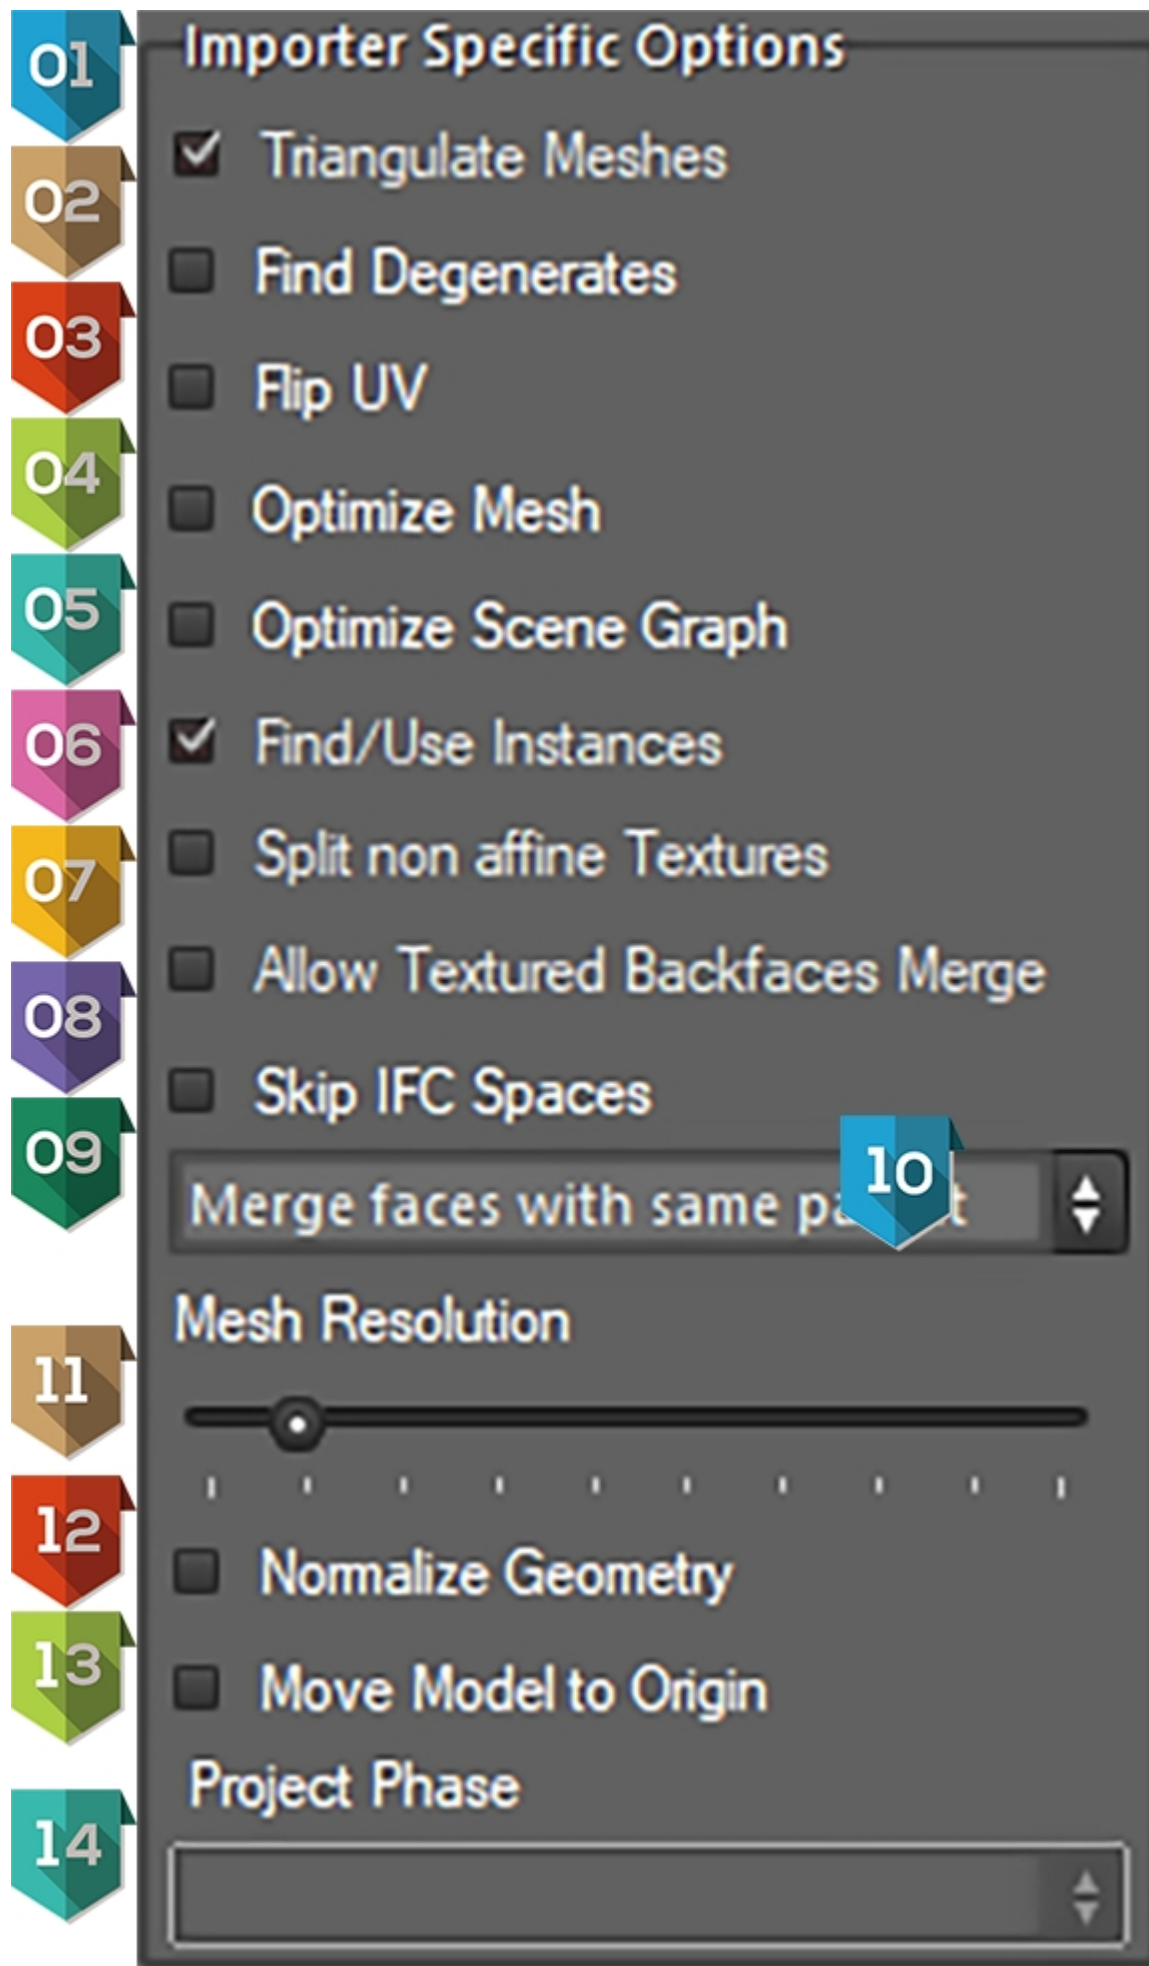 01
Importer Specific Options
Triangulate Meshes
02
Find Degenerates
03
Flip UV
04
Optimize Mesh
05
Optimize Scene Graph
06
Find/Use Instances
07
Split non affine Textures
08
Allow Textured Backfaces Merge
09
Skip IFC Spaces
10
Merge faces with same
Mesh Resolution
11
12
Normalize Geometry
13
Move Model to Origin
Project Phase
14